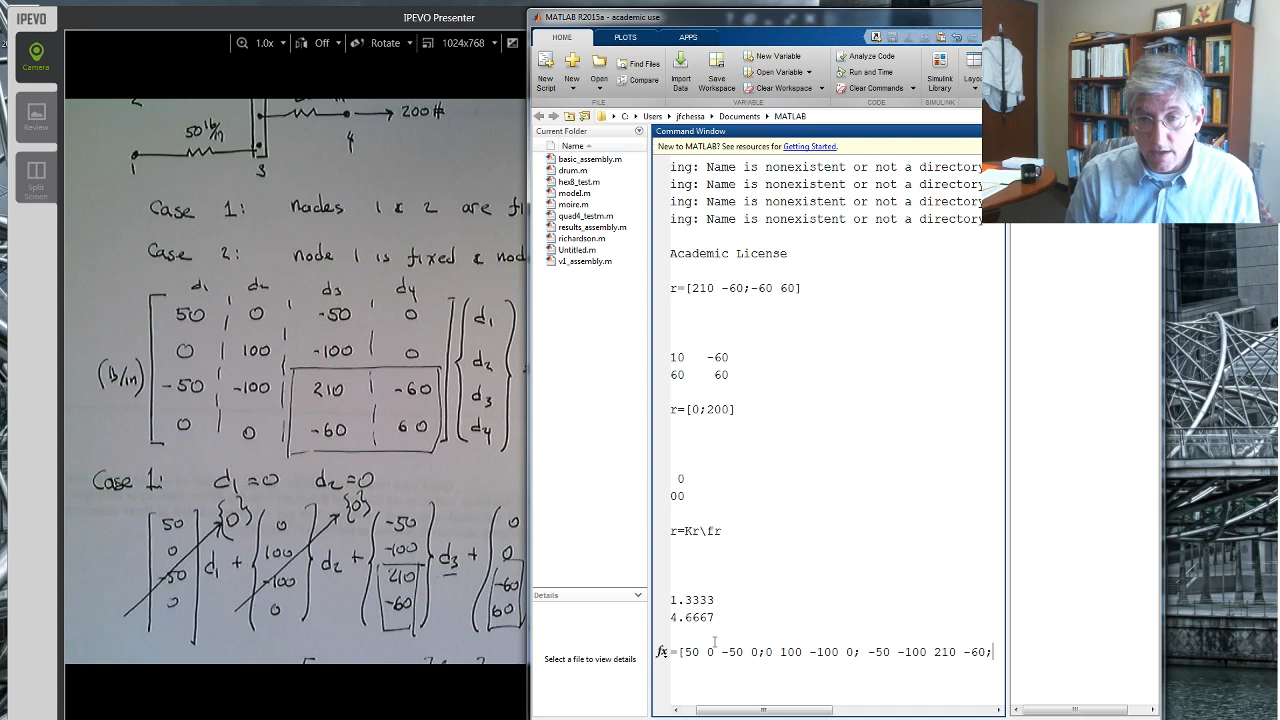 IPEVO
Camera
Review
Split
Screen
IPEVO Presenter
1.0x
Off
Rotate
1024x768
2
200 #
50 lb/in
4
1
3
Case 1: nodes 1 & 2 are fi
Case 2: node 1 is fixed & nod
d1 d2 d3 d4
50 0 -50 0 d1
0 100 -100 0 d2
(lb/in)
-50 -100 210 -60 d3
0 0 -60 60 d4
Case 1: d1=0 d2=0
{0} {0}
50 0 -50 0
0 100 -100 0
d1 + d2 + d3 +
-50 -100 210 -60
0 0 -60 60
MATLAB R2015a - academic use
HOME
PLOTS
APPS
New
Script
New
Open
Find Files
Compare
Import
Data
Save
Workspace
New Variable
Open Variable
Clear Workspace
Analyze Code
Run and Time
Clear Commands
Simulink
Library
Layou
FILE
VARIABLE
CODE
SIMULINK
C: Users jfchessa Documents MATLAB
Current Folder
Name
basic_assembly.m
drum.m
hex8_test.m
model.m
moire.m
quad4_testm.m
results_assembly.m
richardson.m
Untitled.m
v1_assembly.m
Details
Select a file to view details
Command Window
New to MATLAB? See resources for Getting Started.
ing: Name is nonexistent or not a directory
ing: Name is nonexistent or not a directory
ing: Name is nonexistent or not a directory
ing: Name is nonexistent or not a directory
Academic License
r=[210 -60;-60 60]
10 -60
60 60
r=[0;200]
0
00
r=Kr\fr
1.3333
4.6667
fx =[50 0 -50 0;0 100 -100 0; -50 -100 210 -60;